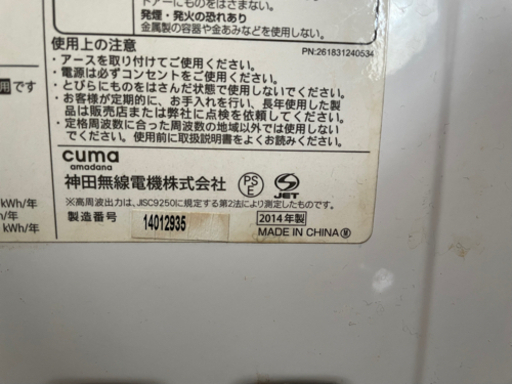 ドアーにものをはさまない。
発煙・発火の恐れあり
金属製の容器や金あみなどを使用しない。
使用上の注意
PN:261831240534
・アースを取り付けてご使用ください。
・電源は必ずコンセントをご使用ください。
・とびらにものをはさんだ状態で使用しないでください。
・お客様が定期的に、お手入れを行い、長年使用した製
品は販売店または弊社に点検を依頼してください。
・定格周波数に合った周波数の地域以外では使用しない
でください。使用前に取扱説明書をよくお読みください。
用です
cuma
amadana
神田無線電機株式会社
PS
E
JET
※高周波出力は、JISC9250に規定する第2法により測定したものです。
製造番号
14012935
2014年製
MADE IN CHINA Ⓜ
kWh/年
h/年
kWh/年